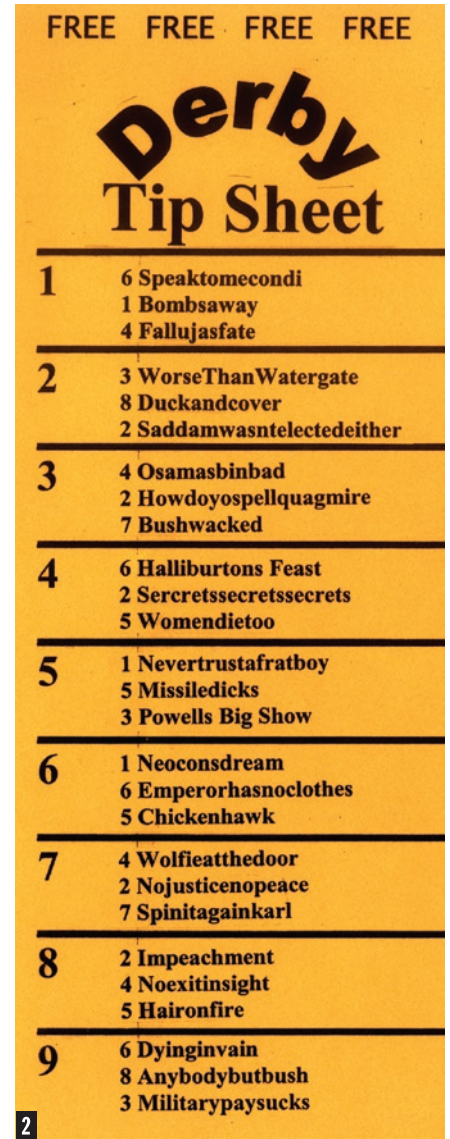 FREE FREE FREE FREE
Derby
Tip Sheet
1
6 Speaktomecondi
1 Bombsaway
4 Fallujasfate
2
3 WorseThanWatergate
8 Duckandcover
2 Saddamwasntelectedeither
3
4 Osamasbinbad
2 Howdoyospellquagmire
7 Bushwacked
4
6 Halliburtons Feast
2 Sercretssecretssecrets
5 Womendietoo
5
1 Nevertrustafratboy
5 Missiledicks
3 Powells Big Show
6
1 Neoconsdream
6 Emperorhasnoclothes
5 Chickenhawk
7
4 Wolfieatthedoor
2 Nojusticenopeace
7 Spinitagainkarl
8
2 Impeachment
4 Noexitinsight
5 Haironfire
9
6 Dyinginvain
8 Anybodybutbush
3 Militarypaysucks
2